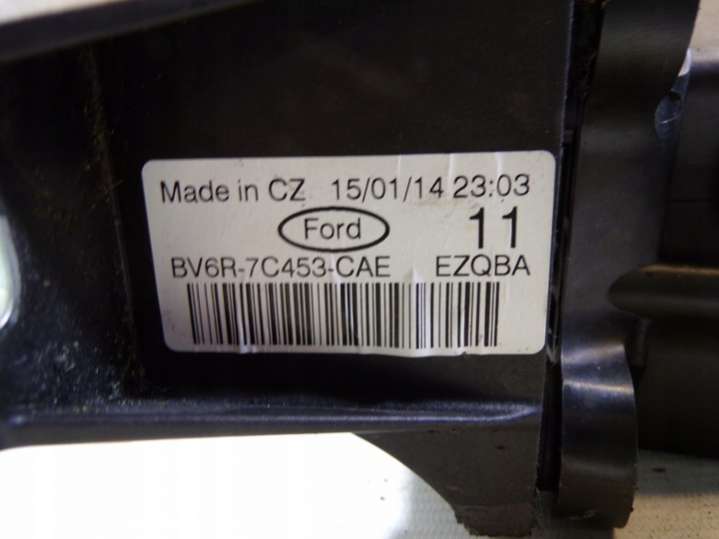 Made in CZ 15/01/14 23:03
Ford 11
BV6R-7C453-CAE EZQBA